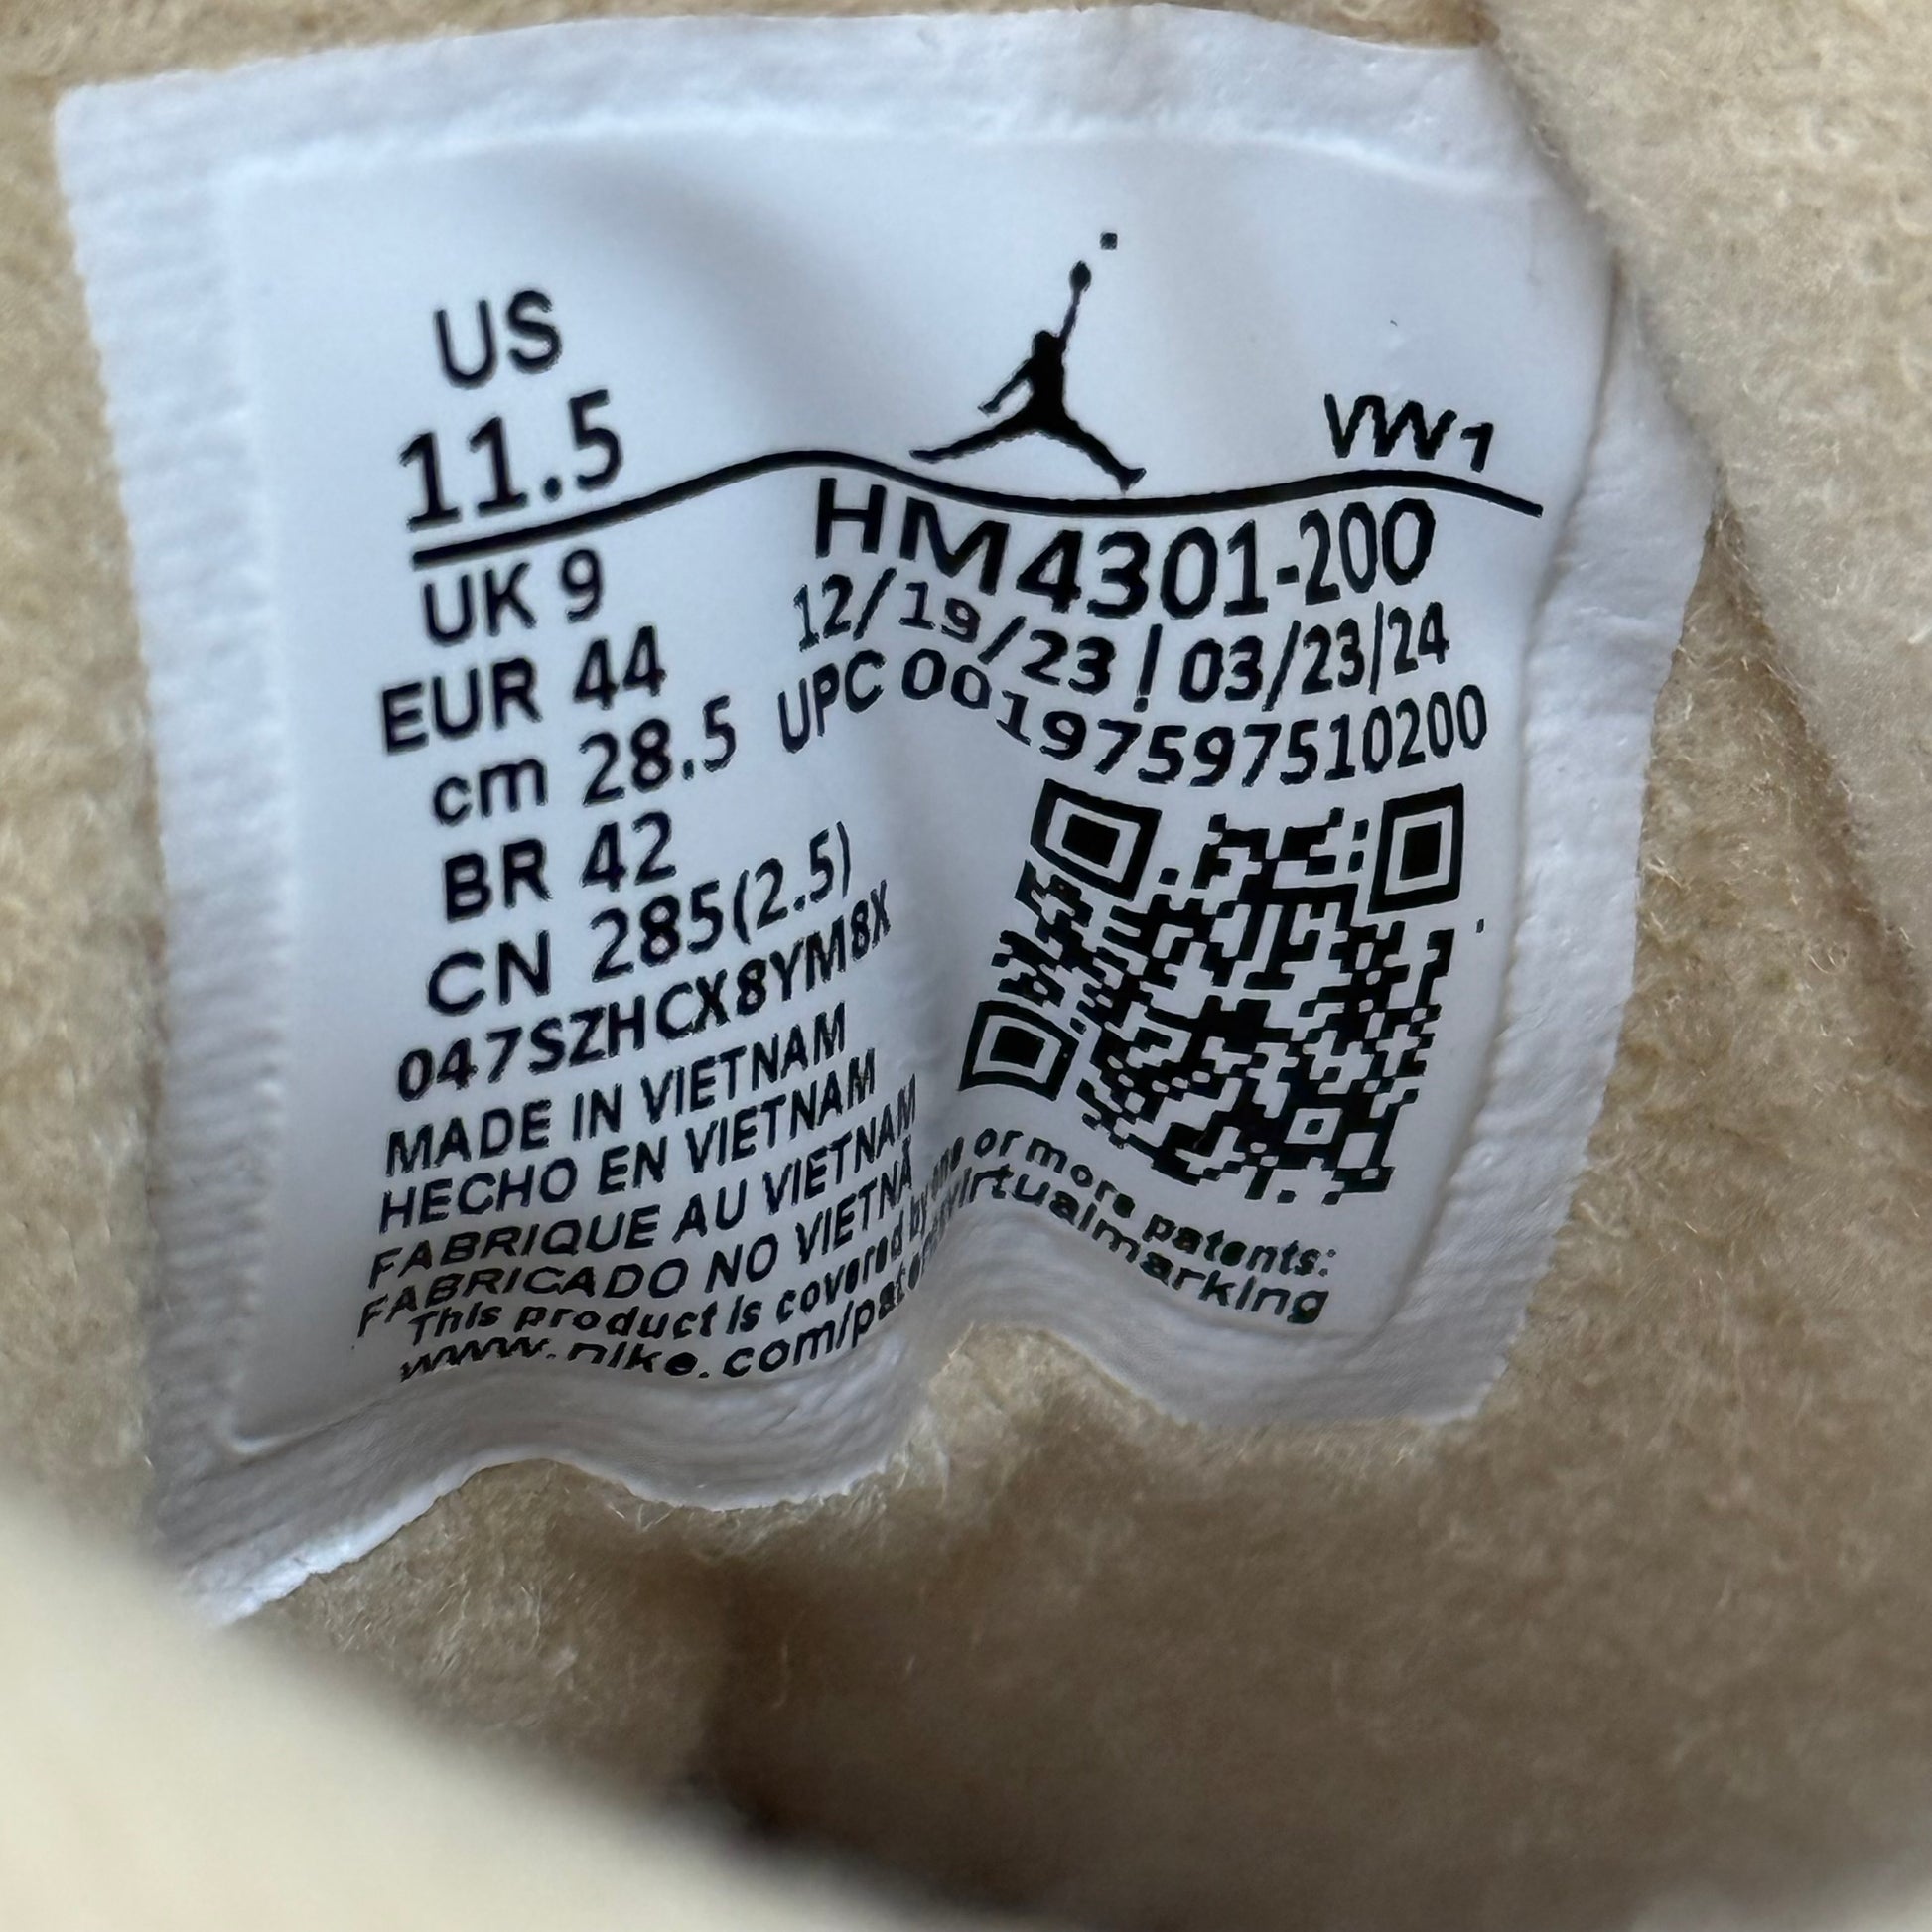 US
11.5
VW1
UK 9
EUR 44
cm 28.5
BR 42
CN 285(2.5)
047SZHCX8YM8X
MADE IN VIETNAM
HECHO EN VIETNAM
FABRIQUE AU VIETNAM
FABRICADO NO VIETNÃ
HM4301-200
12/19/23 | 03/23/24
UPC 00197597510200
This product is covered by one or more patents:
www.nike.com/patentsvirtualmarking